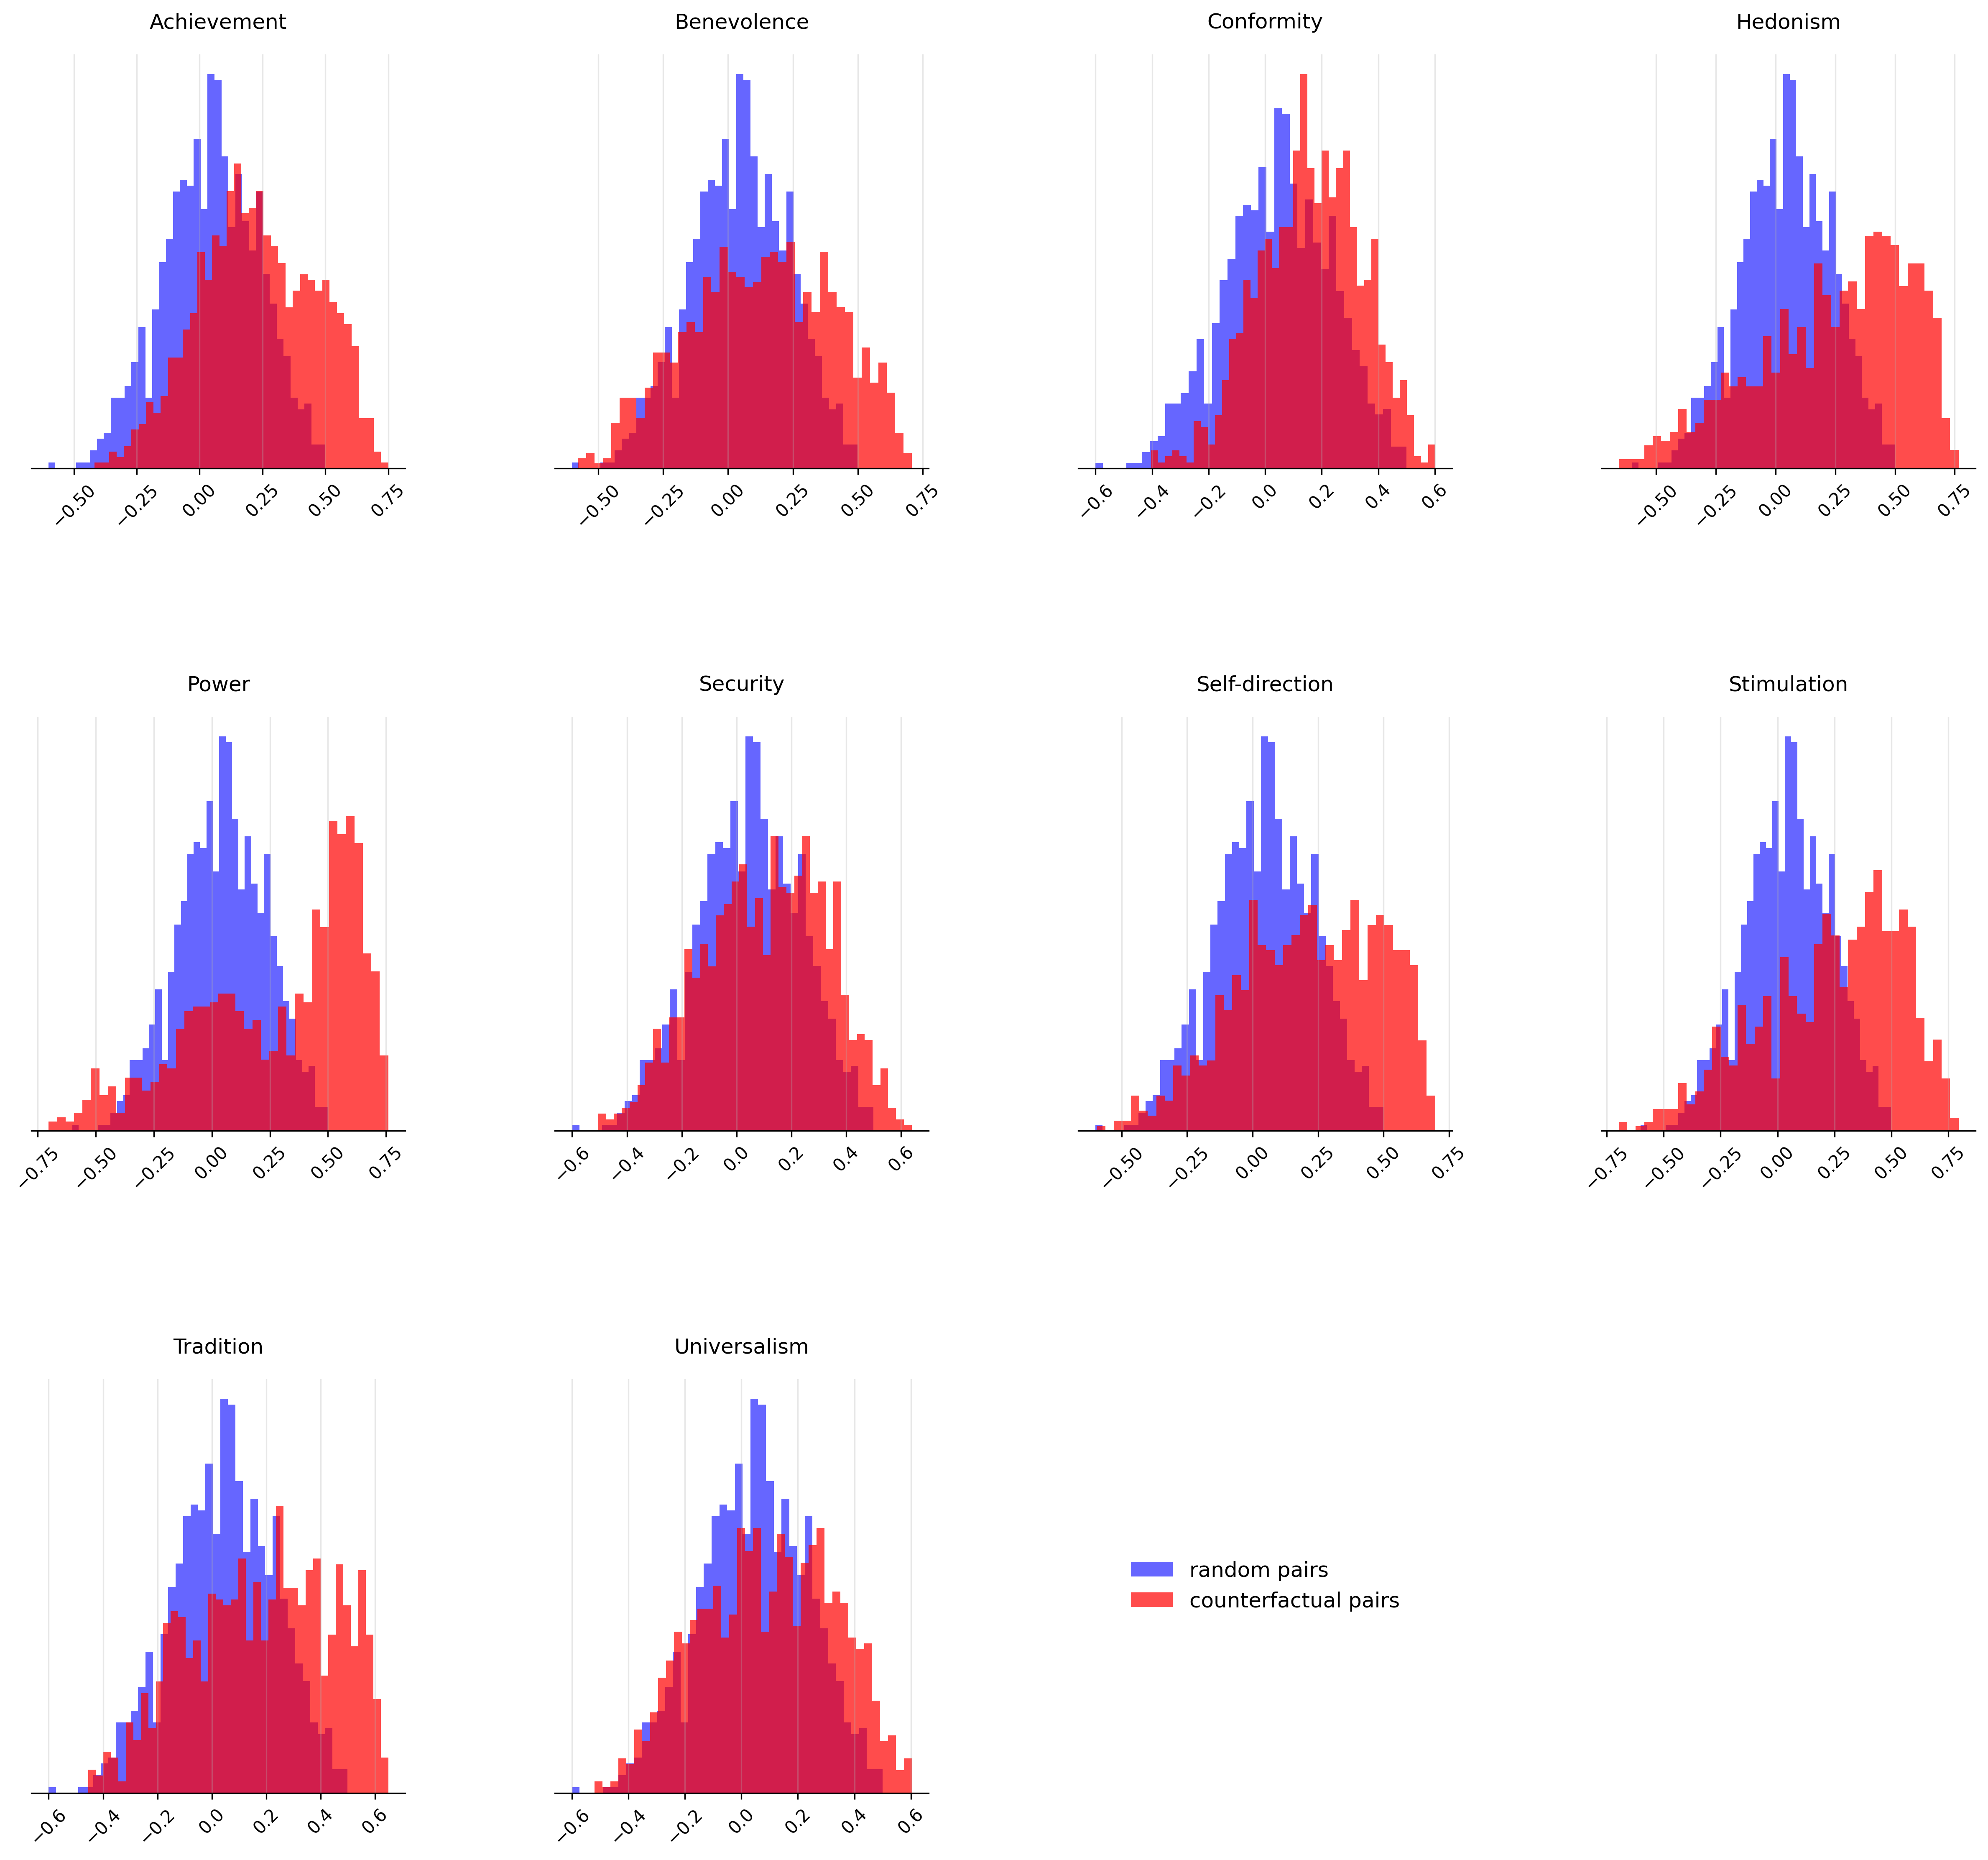 Achievement
Benevolence
Conformity
Hedonism
−0.50 −0.25 0.00 0.25 0.50 0.75
−0.50 −0.25 0.00 0.25 0.50 0.75
−0.6 −0.4 −0.2 0.0 0.2 0.4 0.6
−0.50 −0.25 0.00 0.25 0.50 0.75
Power
Security
Self-direction
Stimulation
−0.75 −0.50 −0.25 0.00 0.25 0.50 0.75
−0.6 −0.4 −0.2 0.0 0.2 0.4 0.6
−0.50 −0.25 0.00 0.25 0.50 0.75
−0.75 −0.50 −0.25 0.00 0.25 0.50 0.75
Tradition
Universalism
random pairs
counterfactual pairs
−0.6 −0.4 −0.2 0.0 0.2 0.4 0.6
−0.6 −0.4 −0.2 0.0 0.2 0.4 0.6